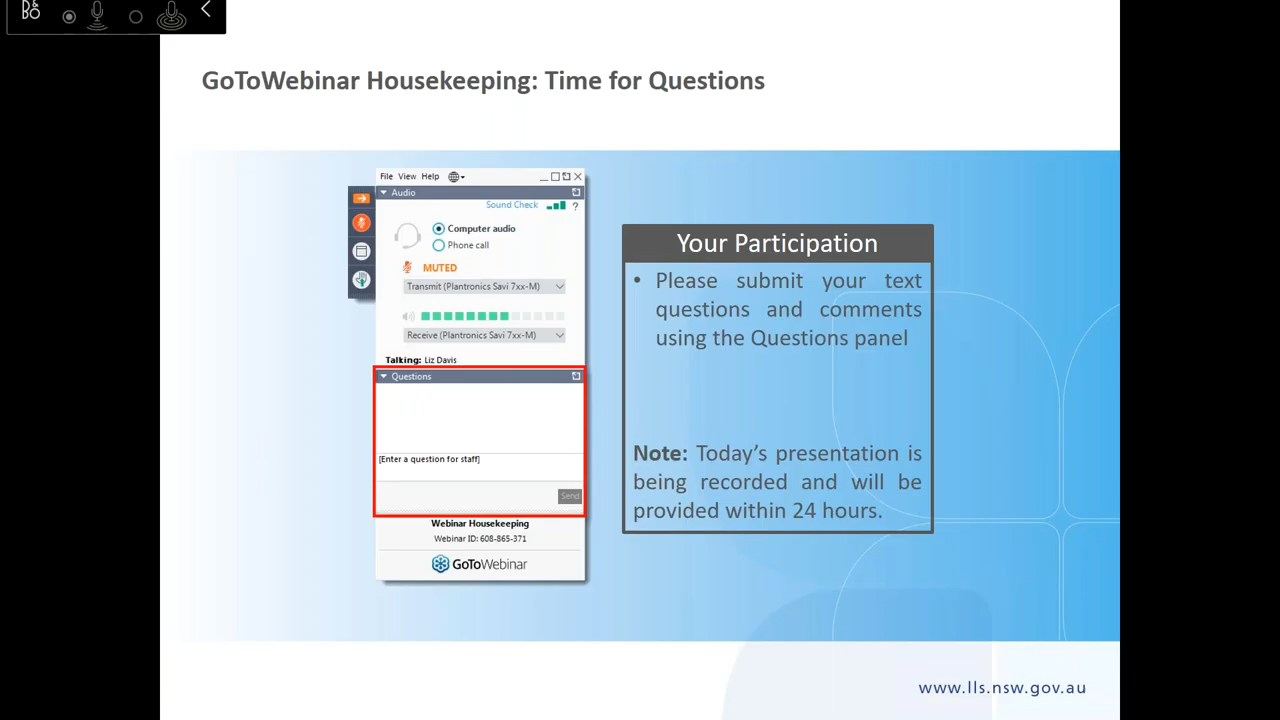 B&O
GoToWebinar Housekeeping: Time for Questions
File View Help
Audio
Sound Check ?
Computer audio
Phone call
MUTED
Transmit (Plantronics Savi 7xx-M)
Receive (Plantronics Savi 7xx-M)
Talking: Liz Davis
Questions
[Enter a question for staff]
Send
Webinar Housekeeping
Webinar ID: 608-865-371
GoToWebinar
Your Participation
• Please submit your text
questions and comments
using the Questions panel
Note: Today’s presentation is
being recorded and will be
provided within 24 hours.
www.lls.nsw.gov.au